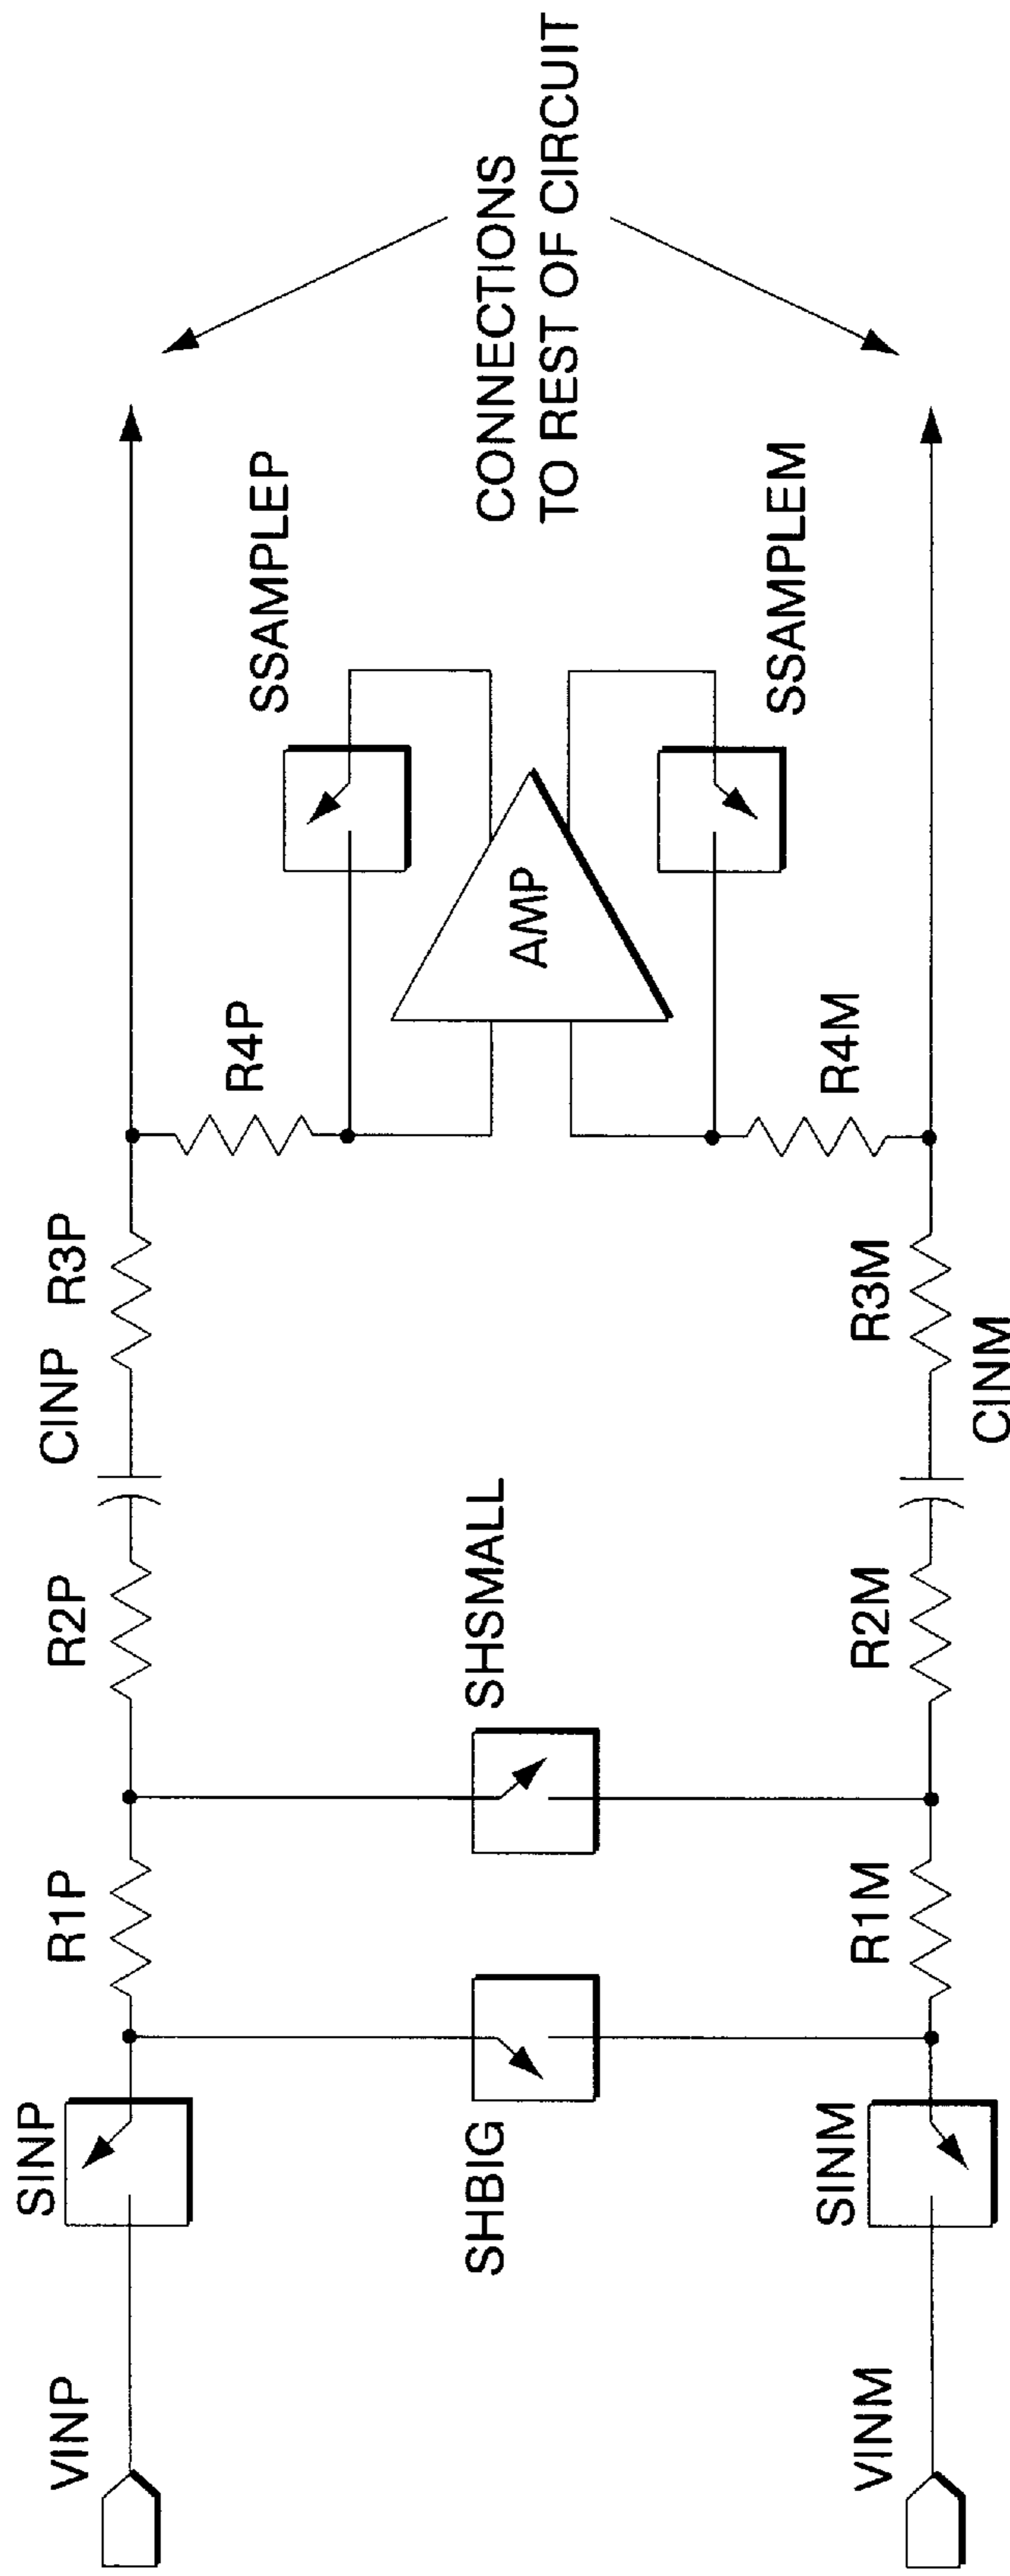 VINP
SINP
R1P
R2P
CINP
R3P
R4P
SSAMPLEP
SHBIG
SHSMALL
AMP
CONNECTIONS
TO REST OF CIRCUIT
VINM
SINM
R1M
R2M
CINM
R3M
R4M
SSAMPLEM